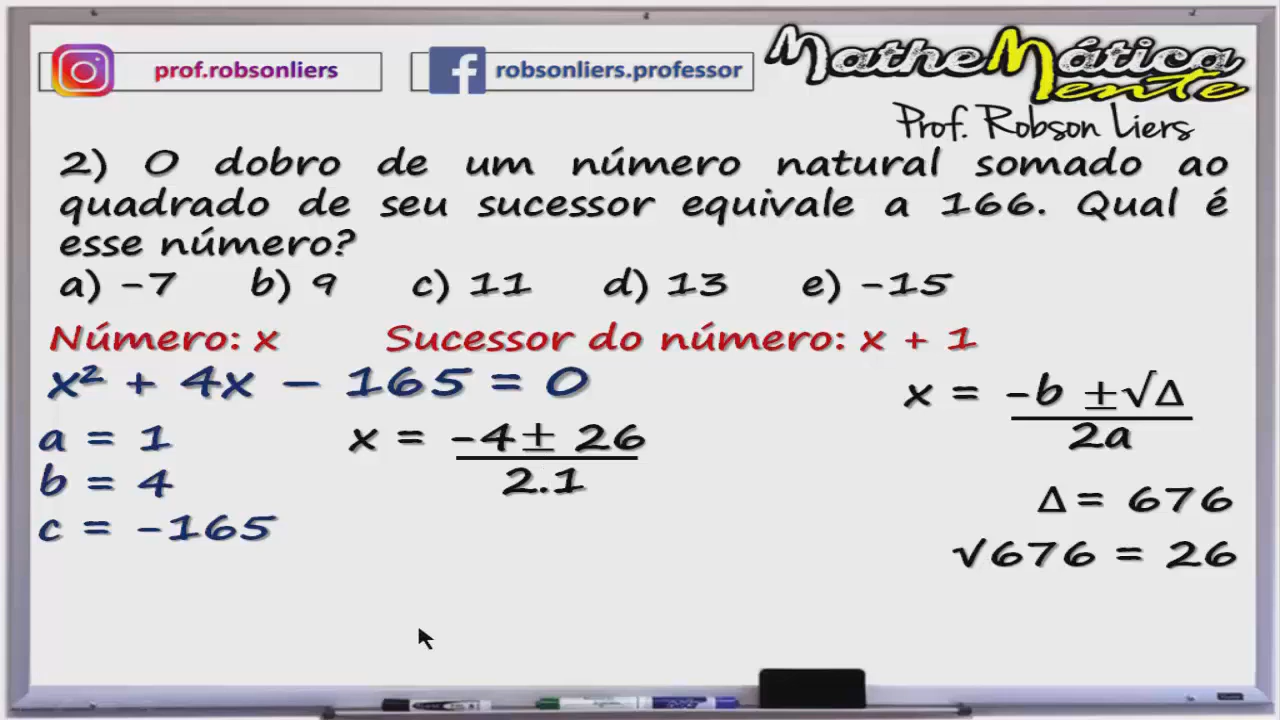 prof.robsonliers
robsonliers.professor
MatheMática
Mente
Prof. Robson Liers
2) O dobro de um número natural somado ao
quadrado de seu sucessor equivale a 166. Qual é
esse número?
a) -7 b) 9 c) 11 d) 13 e) -15
Número: x Sucessor do número: x + 1
x² + 4x – 165 = 0
x = -b ±√Δ
2a
a = 1
x = -4± 26
2.1
b = 4
c = -165
Δ = 676
√676 = 26